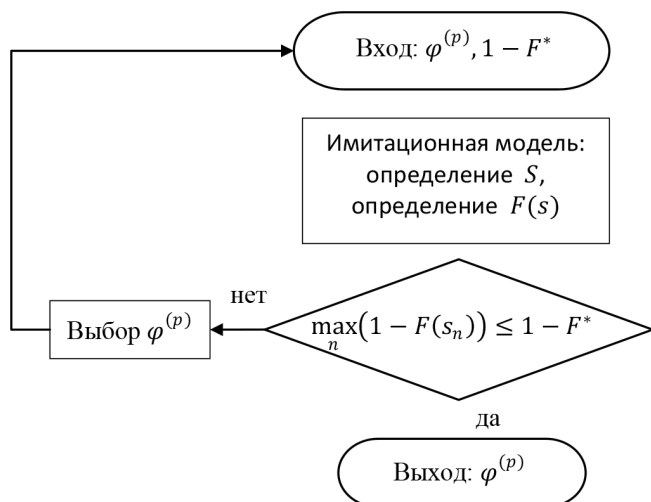 Вход: φ^(p), 1 − F*
Имитационная модель:
определение S,
определение F(s)
нет
Выбор φ^(p)
max_n(1 − F(s_n)) ≤ 1 − F*
да
Выход: φ^(p)